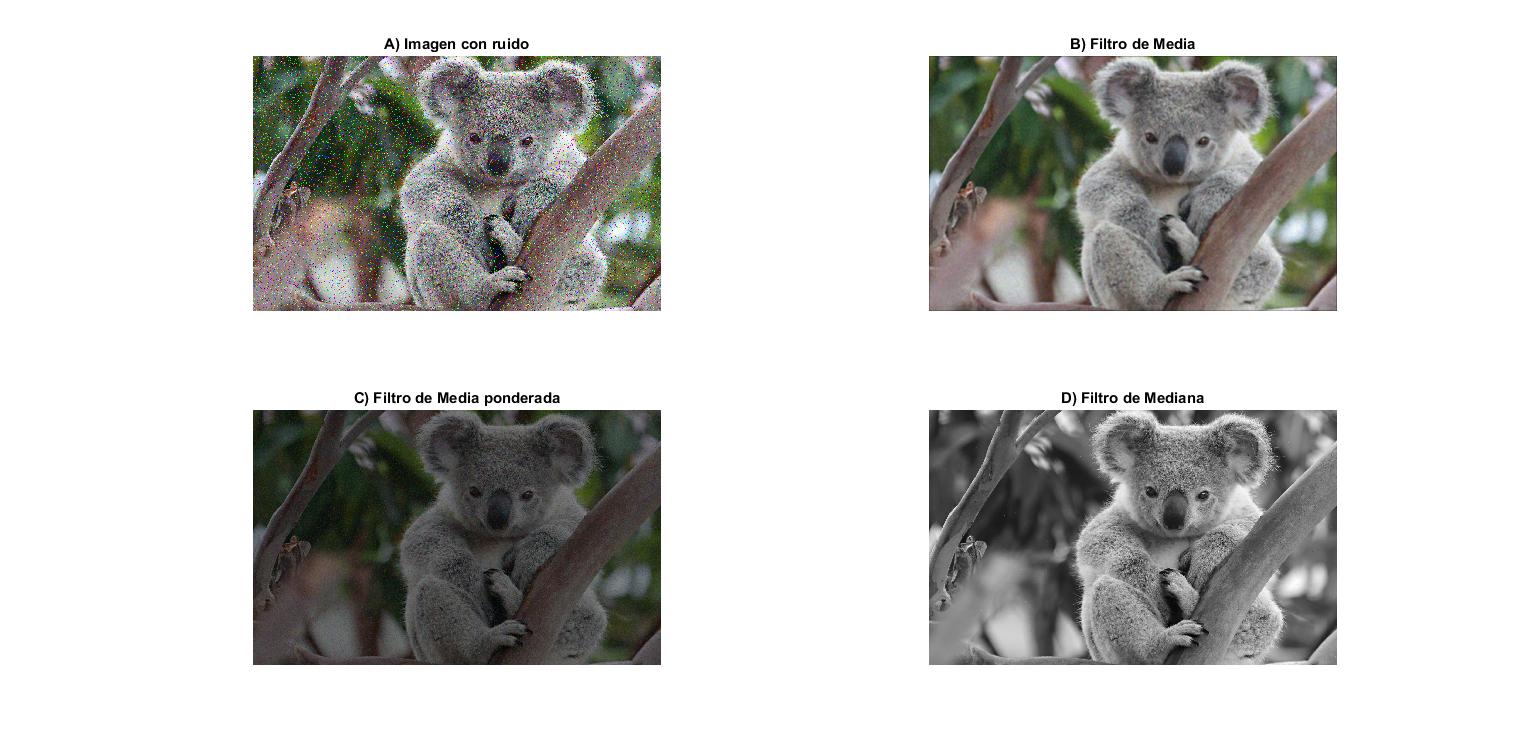 A) Imagen con ruido
B) Filtro de Media
C) Filtro de Media ponderada
D) Filtro de Mediana